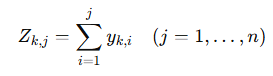 Z_{k,j} = \sum_{i=1}^{j} y_{k,i} \quad (j = 1, \ldots, n)